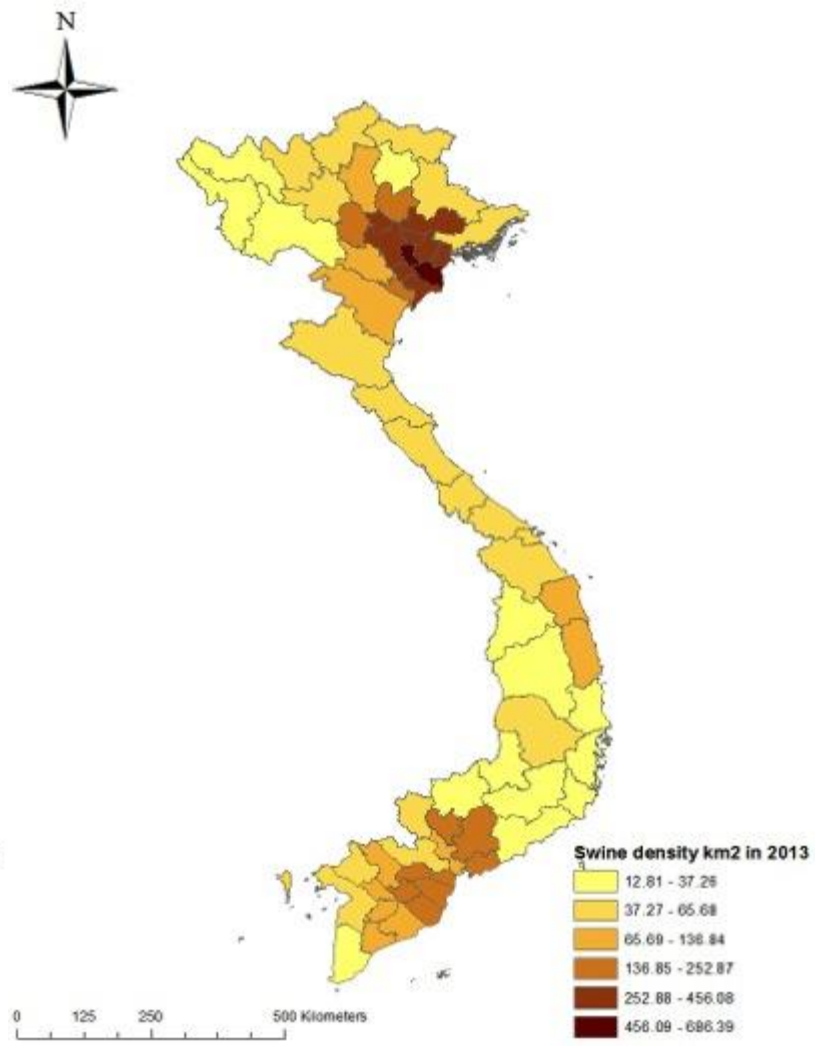 N
Swine density km2 in 2013
12.81 - 37.26
37.27 - 65.68
65.69 - 136.84
136.85 - 252.87
252.88 - 456.08
456.09 - 686.39
0 125 250 500 Kilometers